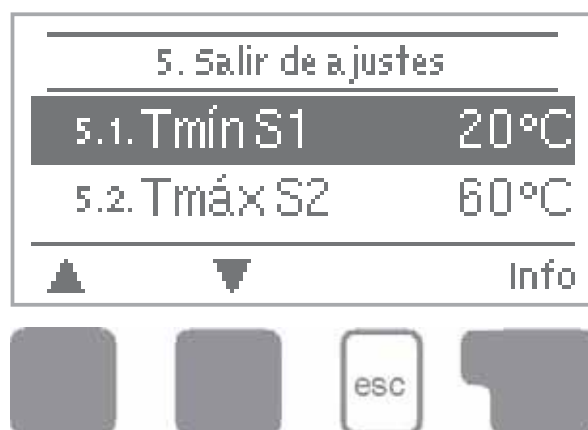 5. Salir de ajustes
5.1. Tmín S1 20°C
5.2. Tmáx S2 60°C
Info
esc